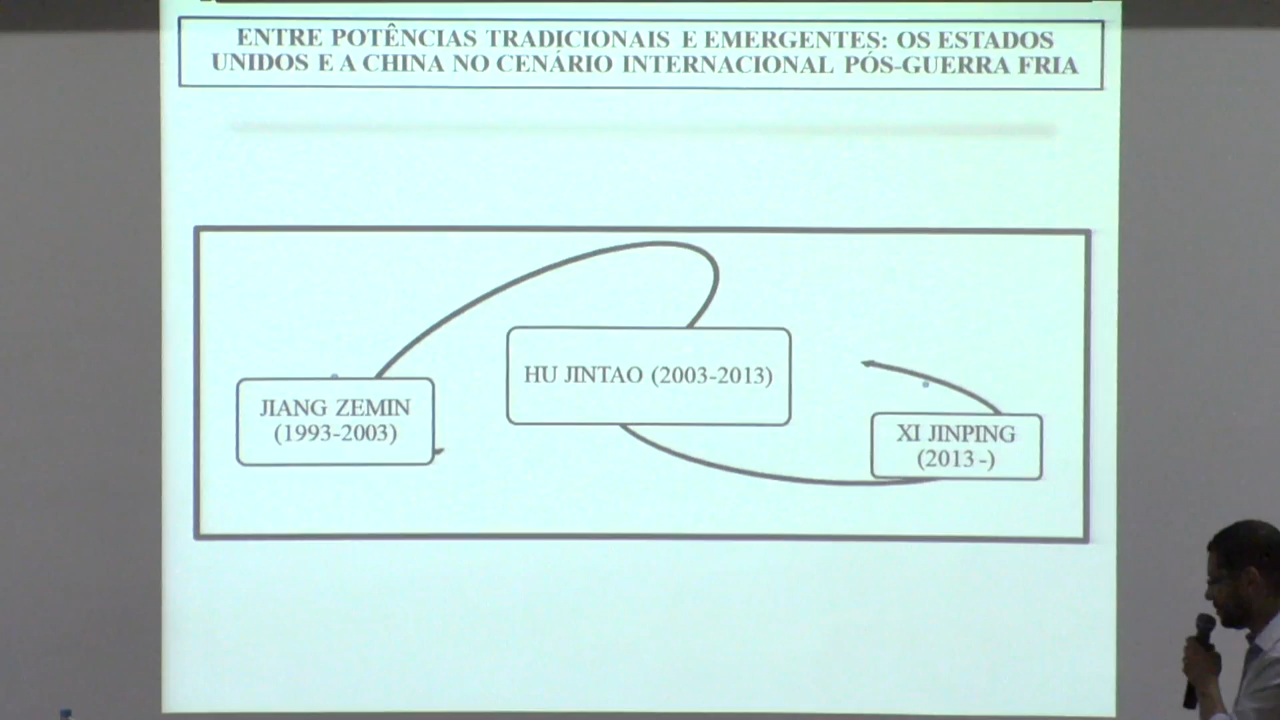 ENTRE POTÊNCIAS TRADICIONAIS E EMERGENTES: OS ESTADOS
UNIDOS E A CHINA NO CENÁRIO INTERNACIONAL PÓS-GUERRA FRIA
HU JINTAO (2003-2013)
JIANG ZEMIN
(1993-2003)
XI JINPING
(2013-)